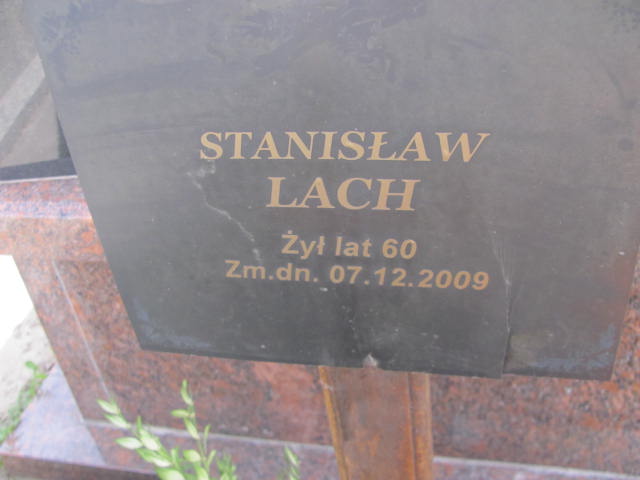 STANISŁAW
LACH
Żył lat 60
Zm.dn. 07.12.2009